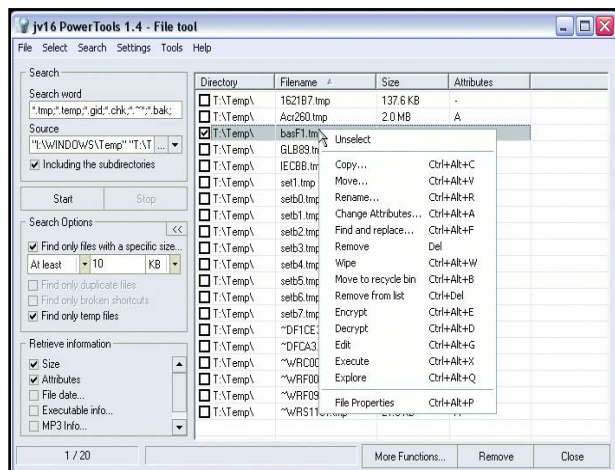 jv16 PowerTools 1.4 - File tool
File Select Search Settings Tools Help
Search
Search word
*.tmp;*.temp;*.gid;*.chk;*.~*;*.bak;
Source
"I:\WINDOWS\Temp" "T:\T ...
Including the subdirectories
Start Stop
Search Options
<<
Find only files with a specific size...
At least 10 KB
Find only duplicate files
Find only broken shortcuts
Find only temp files
Retrieve information
Size
Attributes
File date...
Executable info...
MP3 Info...
Directory Filename Size Attributes
T:\Temp\ 1621B7.tmp 137.6 KB -
T:\Temp\ Acr260.tmp 2.0 MB A
T:\Temp\ basF1.tm
T:\Temp\ GLB89.tm
T:\Temp\ IECBB.tm
T:\Temp\ set1.tmp
T:\Temp\ setb0.tmp
T:\Temp\ setb1.tmp
T:\Temp\ setb2.tmp
T:\Temp\ setb3.tmp
T:\Temp\ setb4.tmp
T:\Temp\ setb5.tmp
T:\Temp\ setb6.tmp
T:\Temp\ setb7.tmp
T:\Temp\ ~DF1CE
T:\Temp\ ~DFCA3.
T:\Temp\ ~WRC00
T:\Temp\ ~WRF00
T:\Temp\ ~WRF09
T:\Temp\
Unselect
Copy... Ctrl+Alt+C
Move... Ctrl+Alt+V
Rename... Ctrl+Alt+R
Change Attributes... Ctrl+Alt+A
Find and replace... Ctrl+Alt+F
Remove Del
Wipe Ctrl+Alt+W
Move to recycle bin Ctrl+Alt+B
Remove from list Ctrl+Del
Encrypt Ctrl+Alt+E
Decrypt Ctrl+Alt+D
Edit Ctrl+Alt+G
Execute Ctrl+Alt+X
Explore Ctrl+Alt+Q
File Properties Ctrl+Alt+P
1 / 20
More Functions... Remove Close